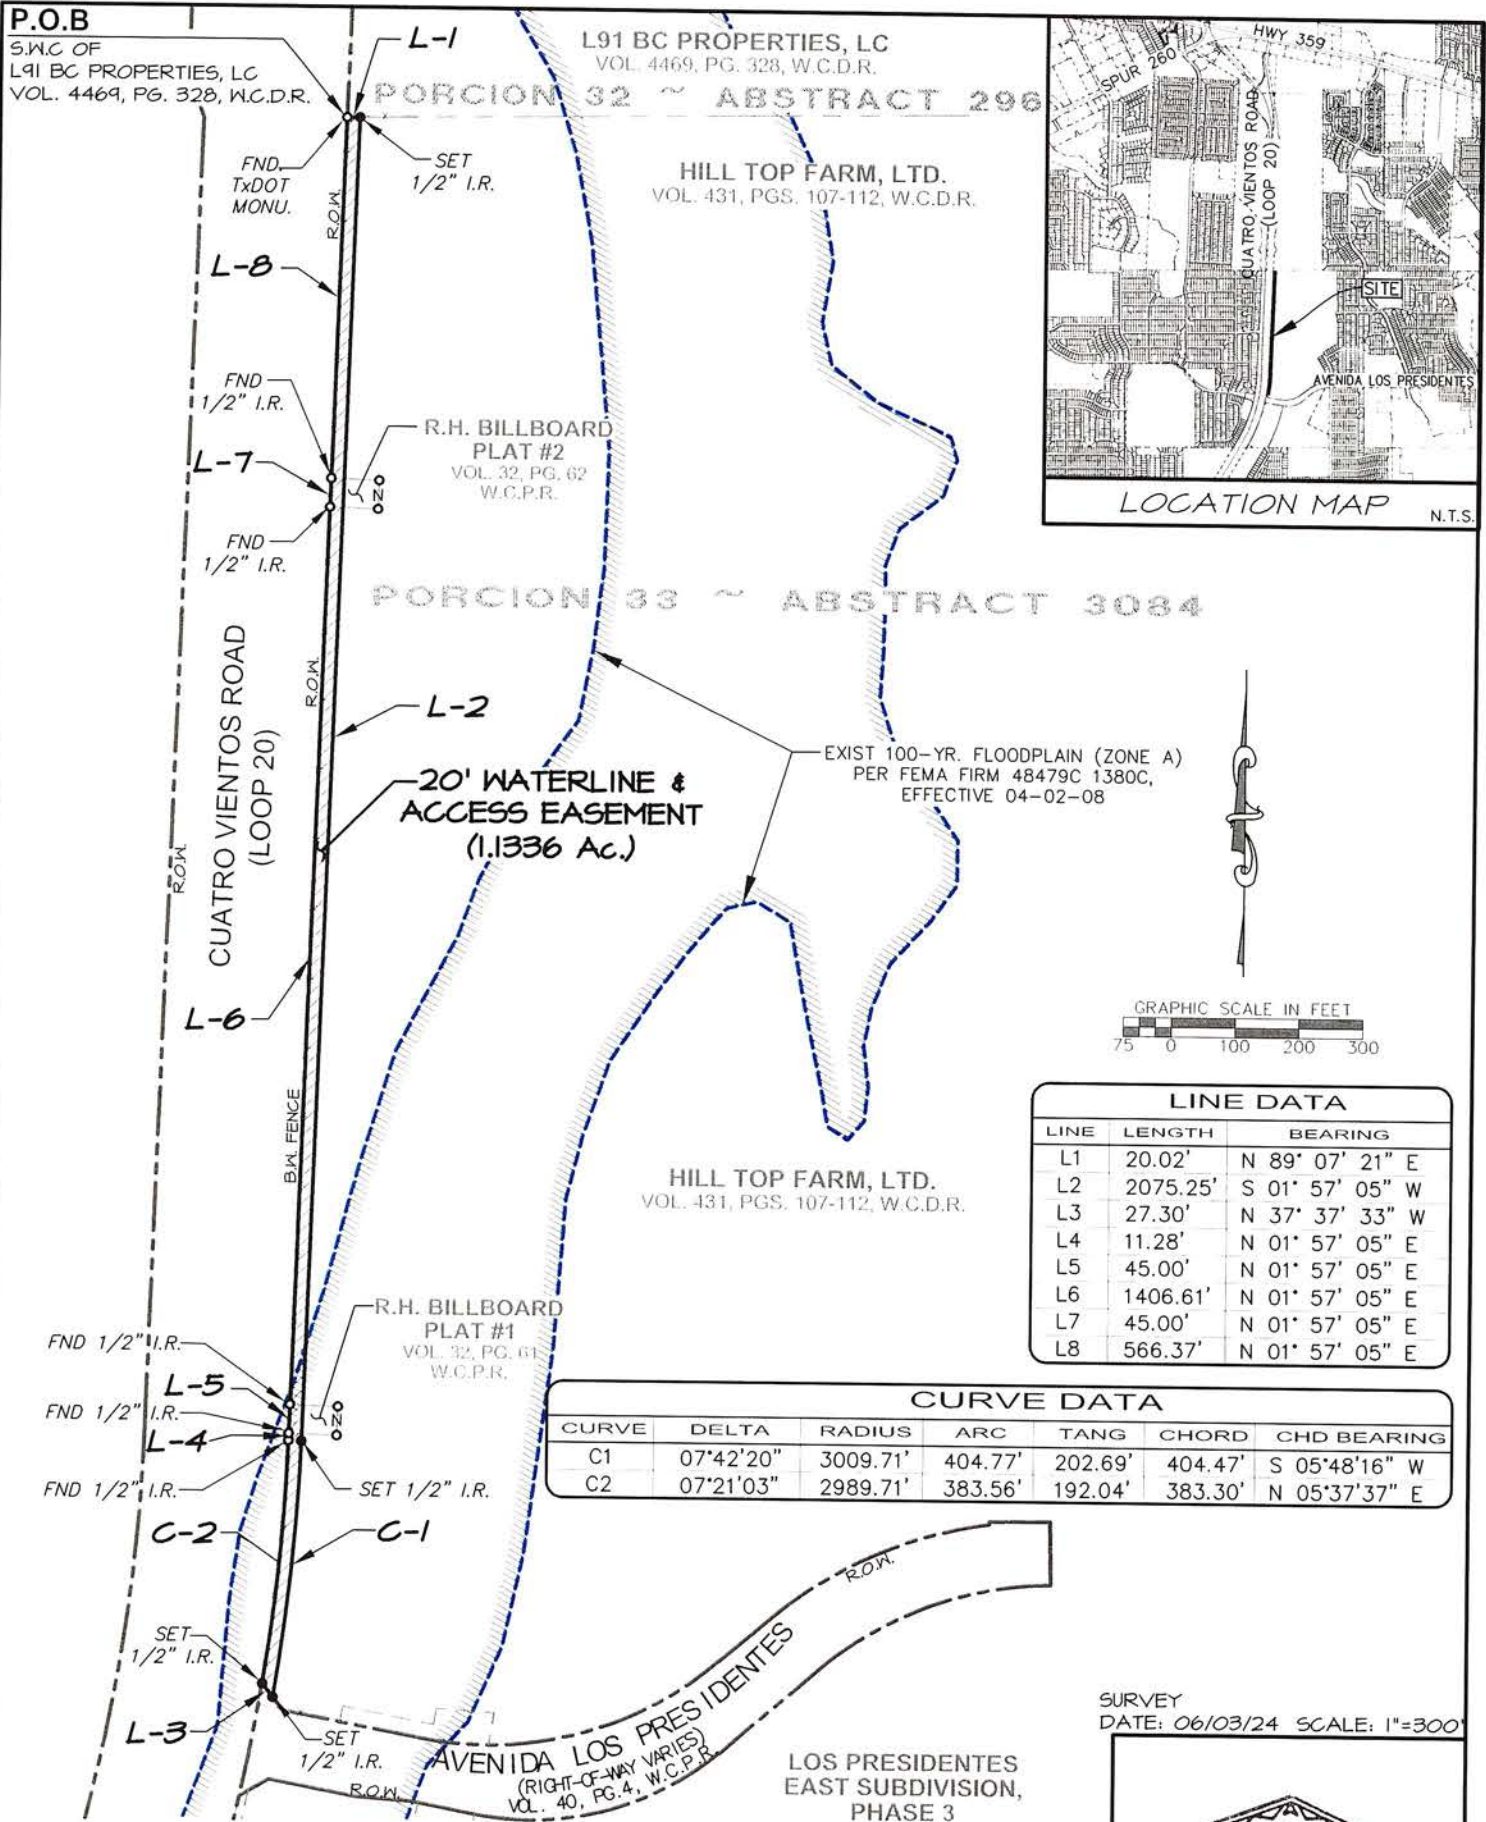 P.O.B
S.W.C OF
L91 BC PROPERTIES, LC
VOL. 4469, PG. 328, W.C.D.R.
L-1
L91 BC PROPERTIES, LC
VOL. 4469, PG. 328, W.C.D.R.
PORCION 32 ~ ABSTRACT 296
FND.
TxDOT
MONU.
SET
1/2" I.R.
HILL TOP FARM, LTD.
VOL. 431, PGS. 107-112, W.C.D.R.
R.O.W.
L-8
HWY 359
SPUR 260
CUATRO VIENTOS ROAD
(LOOP 20)
SITE
AVENIDA LOS PRESIDENTES
LOCATION MAP
N.T.S.
FND
1/2" I.R.
L-7
R.H. BILLBOARD
PLAT #2
VOL. 32, PG. 62
W.C.P.R.
N
FND
1/2" I.R.
PORCION 33 ~ ABSTRACT 3084
R.O.W.
L-2
CUATRO VIENTOS ROAD
(LOOP 20)
R.O.W.
20' WATERLINE &
ACCESS EASEMENT
(1.1336 Ac.)
EXIST 100-YR. FLOODPLAIN (ZONE A)
PER FEMA FIRM 48479C 1380C,
EFFECTIVE 04-02-08
L-6
B.W. FENCE
GRAPHIC SCALE IN FEET
75 0 100 200 300
LINE DATA
LINE LENGTH BEARING
L1 20.02' N 89° 07' 21" E
L2 2075.25' S 01° 57' 05" W
L3 27.30' N 37° 37' 33" W
L4 11.28' N 01° 57' 05" E
L5 45.00' N 01° 57' 05" E
L6 1406.61' N 01° 57' 05" E
L7 45.00' N 01° 57' 05" E
L8 566.37' N 01° 57' 05" E
HILL TOP FARM, LTD.
VOL. 431, PGS. 107-112, W.C.D.R.
R.H. BILLBOARD
PLAT #1
VOL. 32, PG. 61
W.C.P.R.
N
FND 1/2" I.R.
L-5
FND 1/2" I.R.
L-4
FND 1/2" I.R.
SET 1/2" I.R.
CURVE DATA
CURVE DELTA RADIUS ARC TANG CHORD CHD BEARING
C1 07°42'20" 3009.71' 404.77' 202.69' 404.47' S 05°48'16" W
C2 07°21'03" 2989.71' 383.56' 192.04' 383.30' N 05°37'37" E
C-2
C-1
SET
1/2" I.R.
L-3
SET
1/2" I.R.
R.O.W.
R.O.W.
AVENIDA LOS PRESIDENTES
(RIGHT-OF-WAY VARIES)
VOL. 40, PG.4, W.C.P.R.
LOS PRESIDENTES
EAST SUBDIVISION,
PHASE 3
SURVEY
DATE: 06/03/24 SCALE: 1"=300'